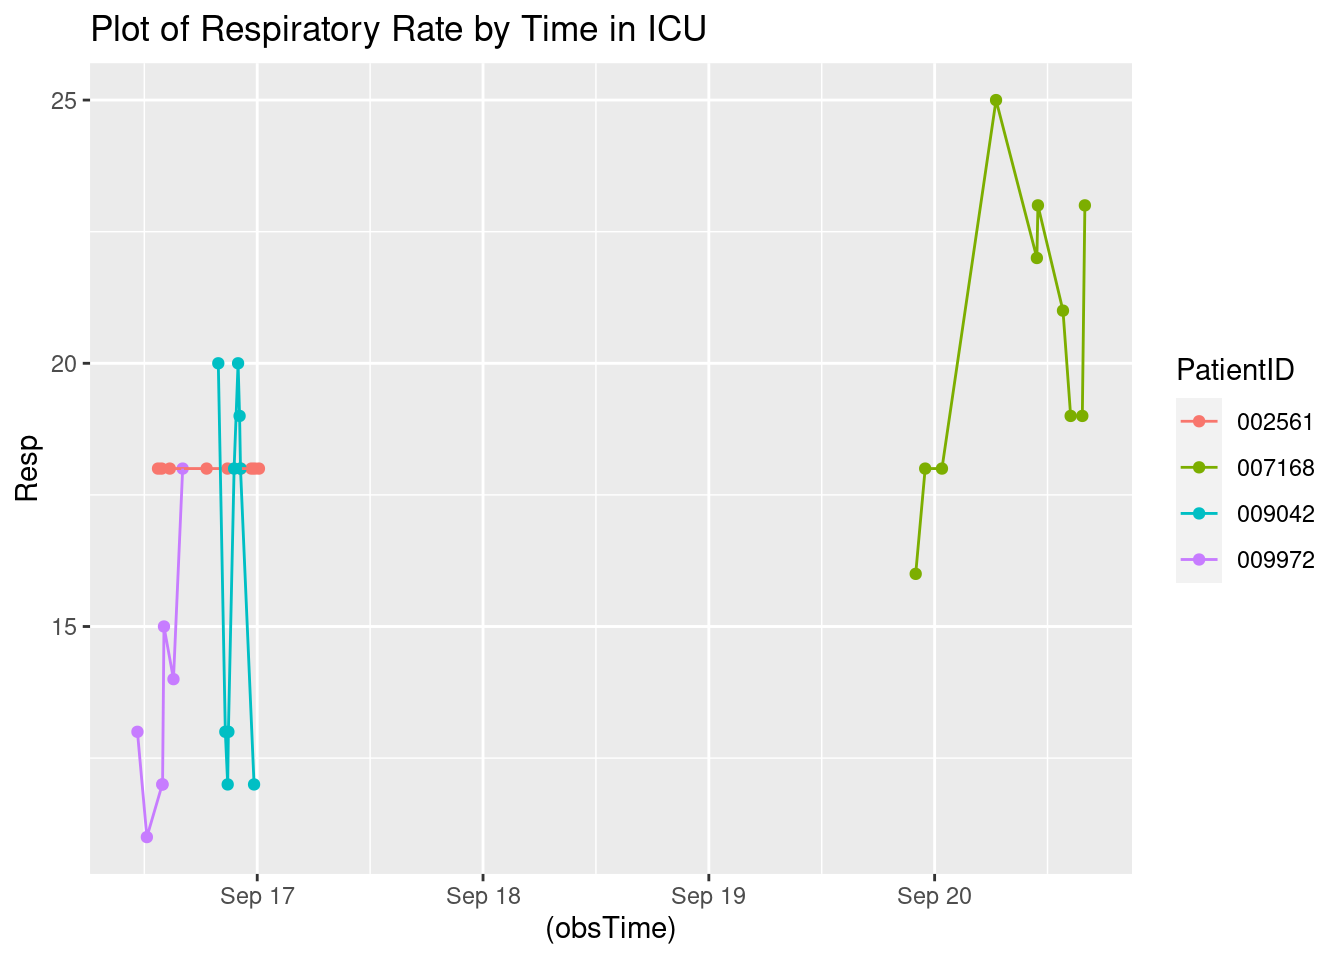 Plot of Respiratory Rate by Time in ICU
25
20
15
Resp
Sep 17
Sep 18
Sep 19
Sep 20
(obsTime)
PatientID
002561
007168
009042
009972